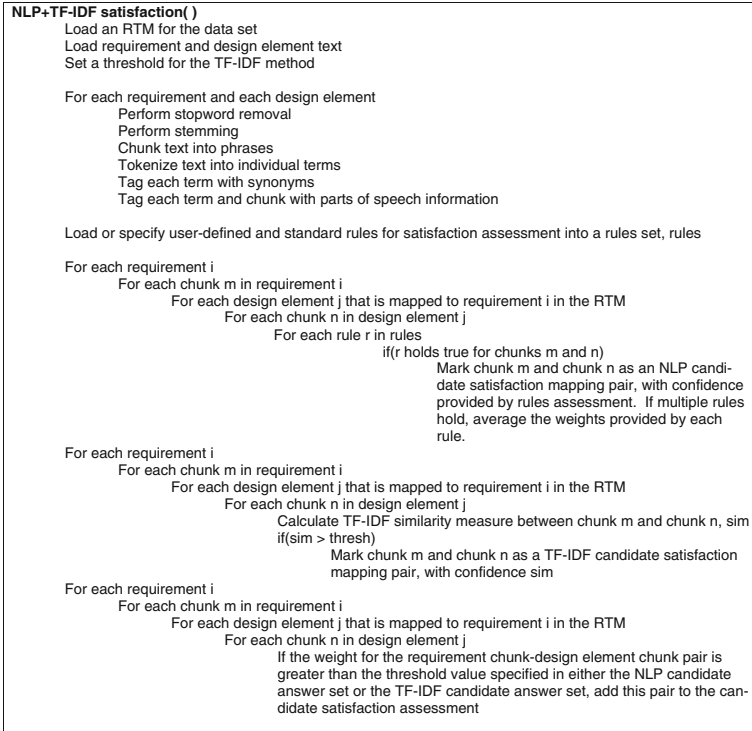 NLP+TF-IDF satisfaction( )
Load an RTM for the data set
Load requirement and design element text
Set a threshold for the TF-IDF method
For each requirement and each design element
Perform stopword removal
Perform stemming
Chunk text into phrases
Tokenize text into individual terms
Tag each term with synonyms
Tag each term and chunk with parts of speech information
Load or specify user-defined and standard rules for satisfaction assessment into a rules set, rules
For each requirement i
For each chunk m in requirement i
For each design element j that is mapped to requirement i in the RTM
For each chunk n in design element j
For each rule r in rules
if(r holds true for chunks m and n)
Mark chunk m and chunk n as an NLP candi-
date satisfaction mapping pair, with confidence
provided by rules assessment.  If multiple rules
hold, average the weights provided by each
rule.
For each requirement i
For each chunk m in requirement i
For each design element j that is mapped to requirement i in the RTM
For each chunk n in design element j
Calculate TF-IDF similarity measure between chunk m and chunk n, sim
if(sim > thresh)
Mark chunk m and chunk n as a TF-IDF candidate satisfaction
mapping pair, with confidence sim
For each requirement i
For each chunk m in requirement i
For each design element j that is mapped to requirement i in the RTM
For each chunk n in design element j
If the weight for the requirement chunk-design element chunk pair is
greater than the threshold value specified in either the NLP candidate
answer set or the TF-IDF candidate answer set, add this pair to the can-
didate satisfaction assessment